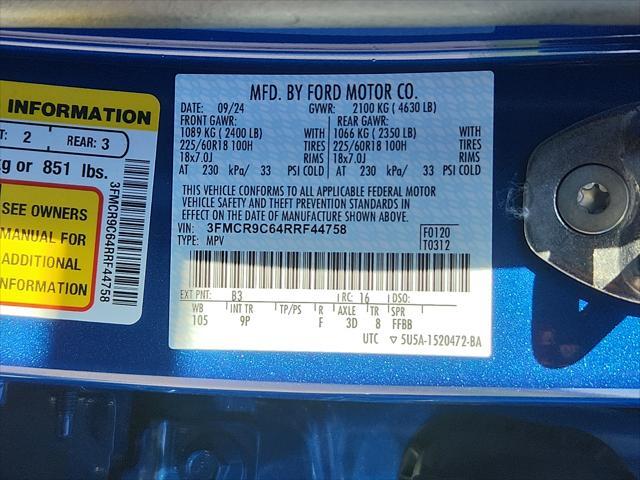 INFORMATION
T: 2 REAR: 3
kg or 851 lbs.
SEE OWNERS
MANUAL FOR
ADDITIONAL
INFORMATION
3FMCR9C64RRF44758
MFD. BY FORD MOTOR CO.
DATE: 09/24 GVWR: 2100 KG ( 4630 LB)
FRONT GAWR: REAR GAWR:
1089 KG ( 2400 LB) WITH 1066 KG ( 2350 LB) WITH
225/60R18 100H TIRES 225/60R18 100H TIRES
18x7.0J RIMS 18x7.0J RIMS
AT 230 kPa/ 33 PSI COLD AT 230 kPa/ 33 PSI COLD
THIS VEHICLE CONFORMS TO ALL APPLICABLE FEDERAL MOTOR
VEHICLE SAFETY AND THEFT PREVENTION STANDARDS IN
EFFECT ON THE DATE OF MANUFACTURE SHOWN ABOVE.
VIN: 3FMCR9C64RRF44758 F0120
TYPE: MPV T0312
EXT PNT: B3 RC: 16 DSO:
WB INT TR TP/PS R AXLE TR SPR
105 9P F 3D 8 FFBB
UTC ▽ 5U5A-1520472-BA